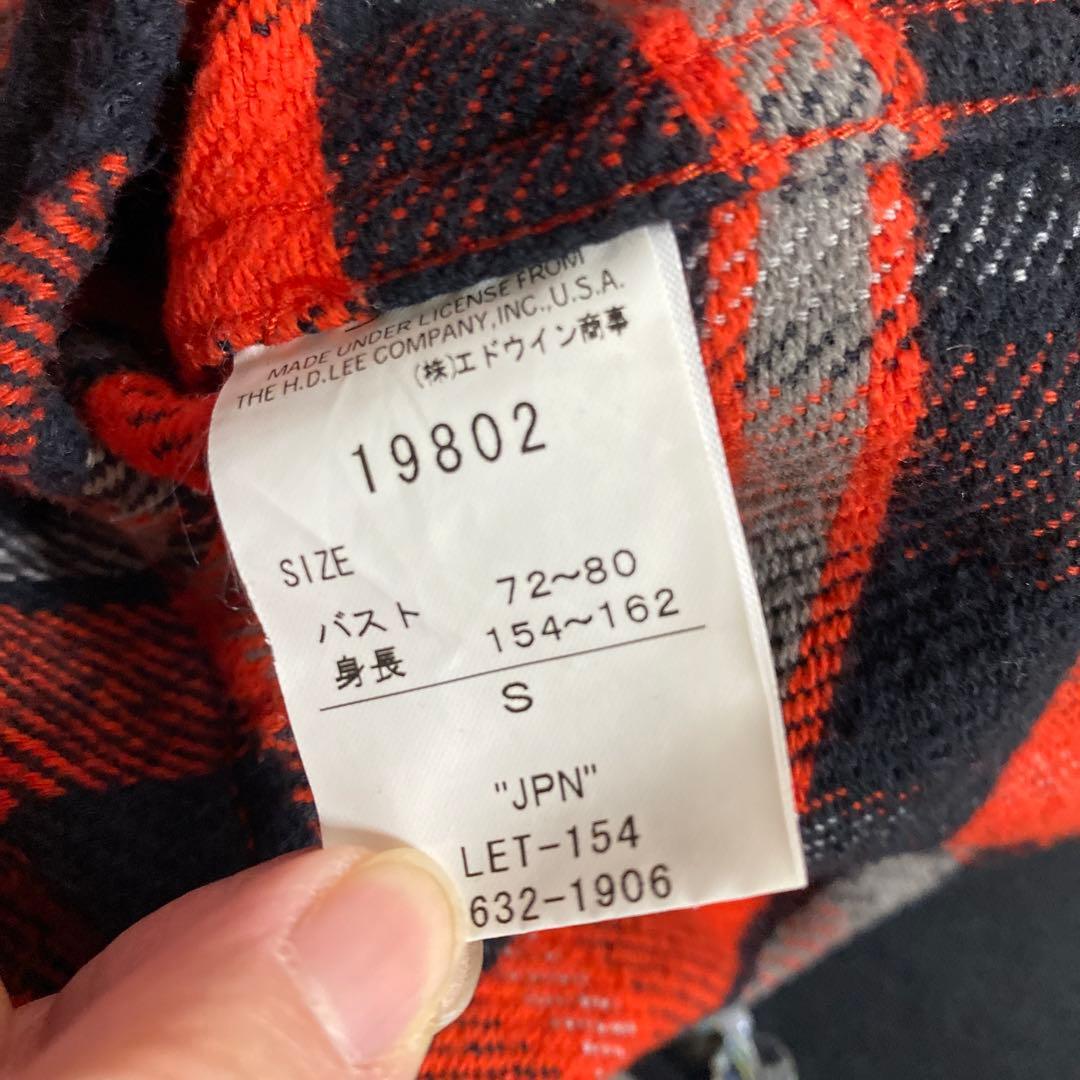 MADE UNDER LICENSE FROM
THE H.D.LEE COMPANY,INC.,U.S.A.
(株)エドウイン商事
19802
SIZE
バスト 72~80
身長 154~162
S
"JPN"
LET-154
632-1906